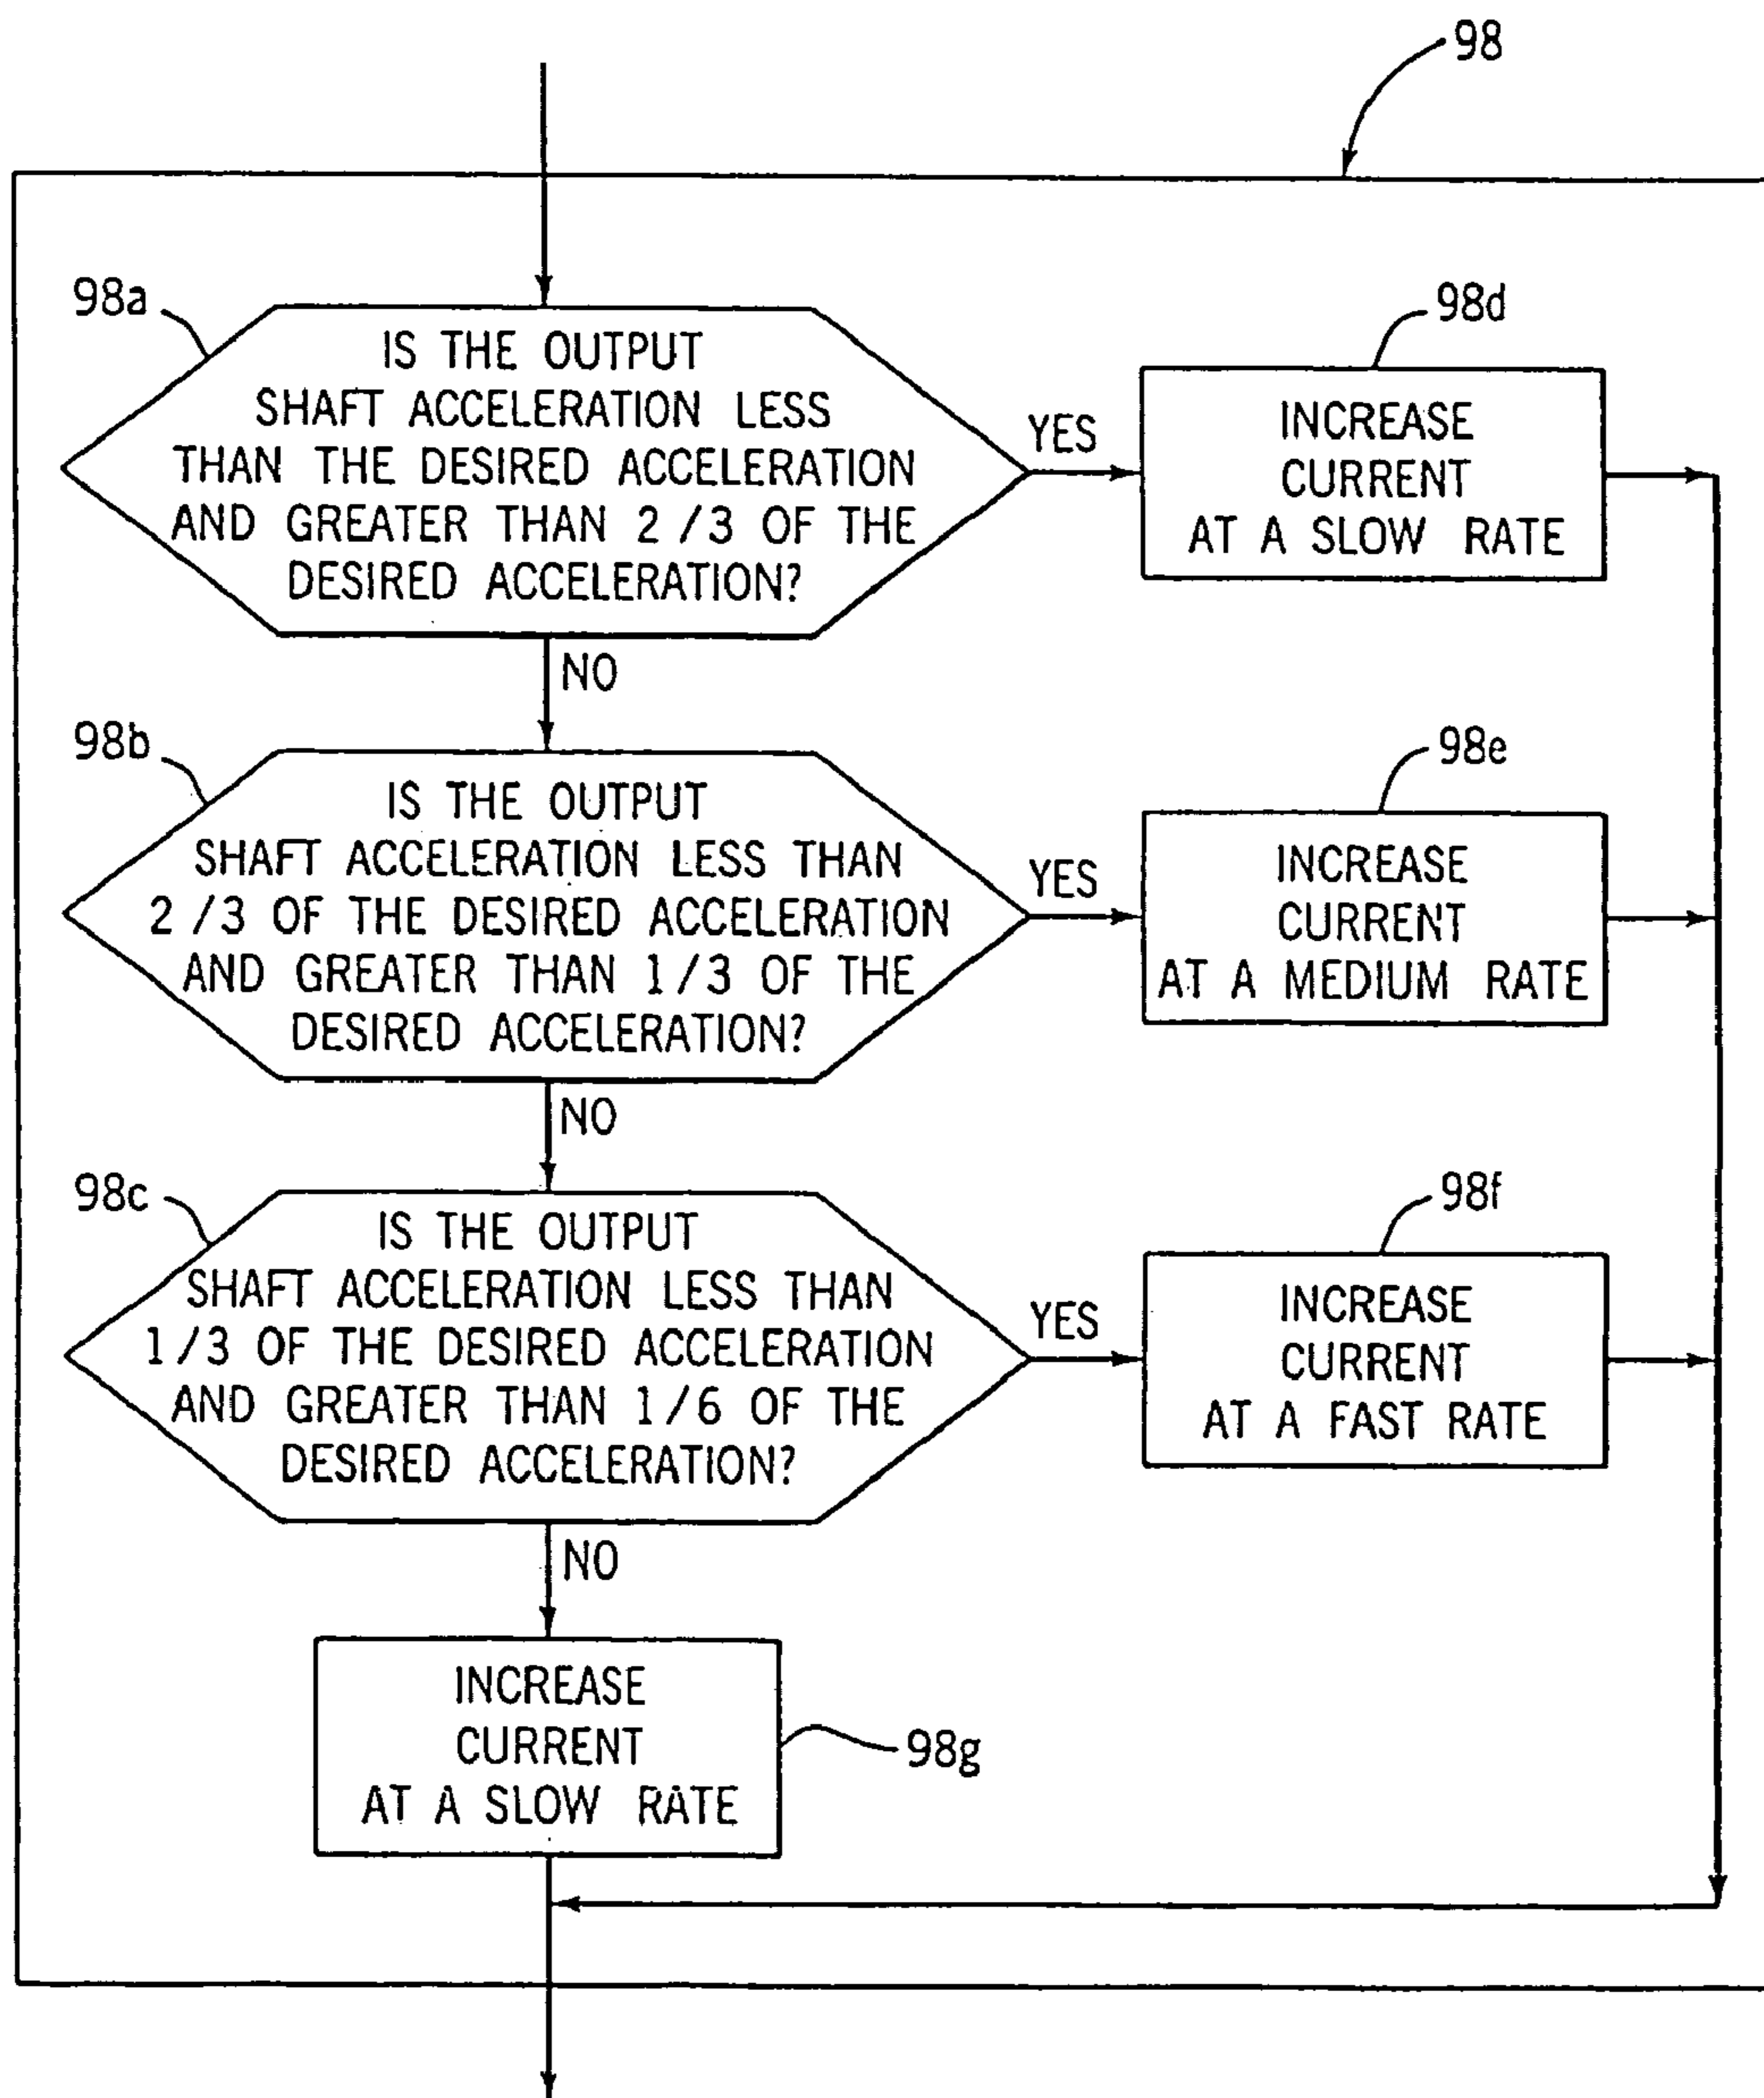 98
98a
IS THE OUTPUT
SHAFT ACCELERATION LESS
THAN THE DESIRED ACCELERATION
AND GREATER THAN 2/3 OF THE
DESIRED ACCELERATION?
YES
98d
INCREASE
CURRENT
AT A SLOW RATE
NO
98b
IS THE OUTPUT
SHAFT ACCELERATION LESS THAN
2/3 OF THE DESIRED ACCELERATION
AND GREATER THAN 1/3 OF THE
DESIRED ACCELERATION?
YES
98e
INCREASE
CURRENT
AT A MEDIUM RATE
NO
98c
IS THE OUTPUT
SHAFT ACCELERATION LESS THAN
1/3 OF THE DESIRED ACCELERATION
AND GREATER THAN 1/6 OF THE
DESIRED ACCELERATION?
YES
98f
INCREASE
CURRENT
AT A FAST RATE
NO
INCREASE
CURRENT
AT A SLOW RATE
98g